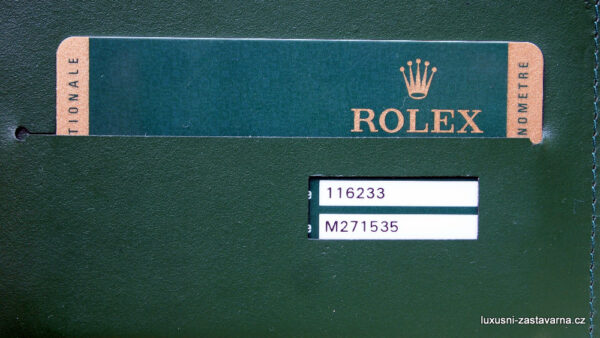 TIONALE
ROLEX
NOMETRE
116233
M271535
luxusni-zastavarna.cz